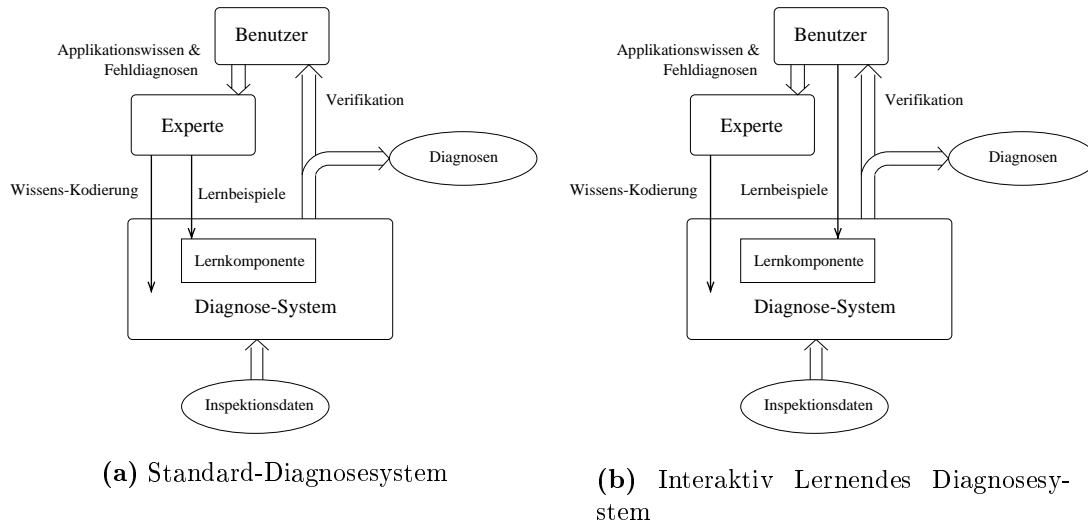 Benutzer
Applikationswissen &
Fehldiagnosen
Verifikation
Experte
Diagnosen
Wissens-Kodierung
Lernbeispiele
Lernkomponente
Diagnose-System
Inspektionsdaten
(a) Standard-Diagnosesystem
Benutzer
Applikationswissen &
Fehldiagnosen
Verifikation
Experte
Diagnosen
Wissens-Kodierung
Lernbeispiele
Lernkomponente
Diagnose-System
Inspektionsdaten
(b) Interaktiv Lernendes Diagnosesy-
stem